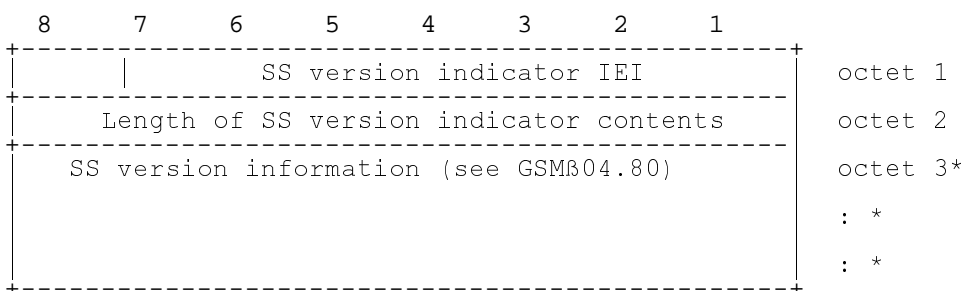 8 7 6 5 4 3 2 1
SS version indicator IEI octet 1
Length of SS version indicator contents octet 2
SS version information (see GSMß04.80) octet 3*
: *
: *